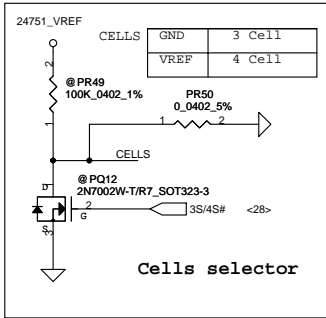 24751_VREF
CELLS GND 3 Cell
VREF 4 Cell
2
@PR49
100K_0402_1%
1
PR50
0_0402_5%
1 2
CELLS
D
@PQ12
2N7002W-T/R7_SOT323-3
2
G
3S/4S# <28>
S
3
Cells selector